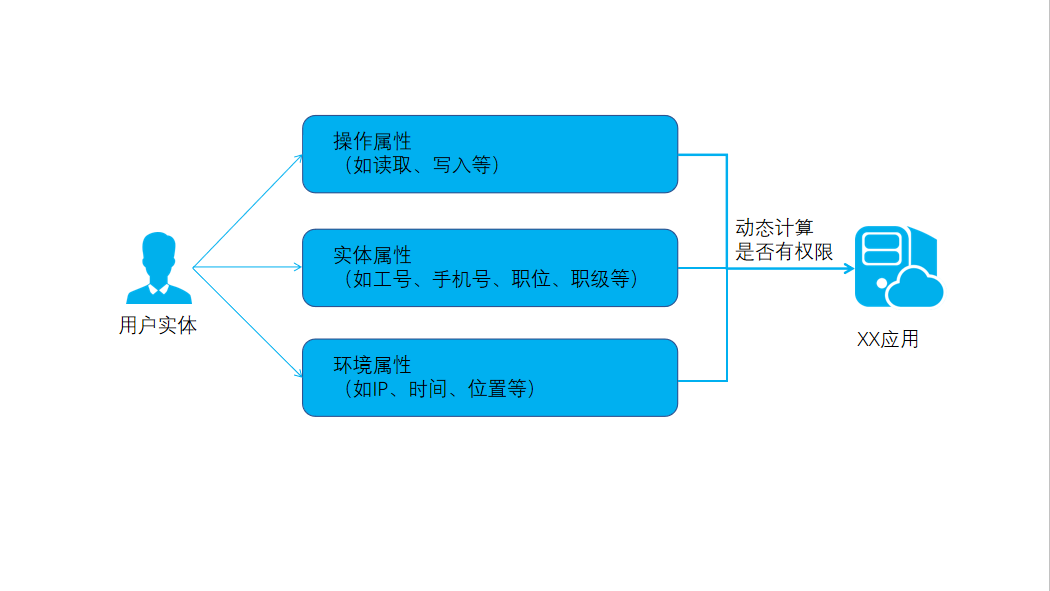 操作属性
（如读取、写入等）
实体属性
（如工号、手机号、职位、职级等）
环境属性
（如IP、时间、位置等）
用户实体
动态计算
是否有权限
XX应用